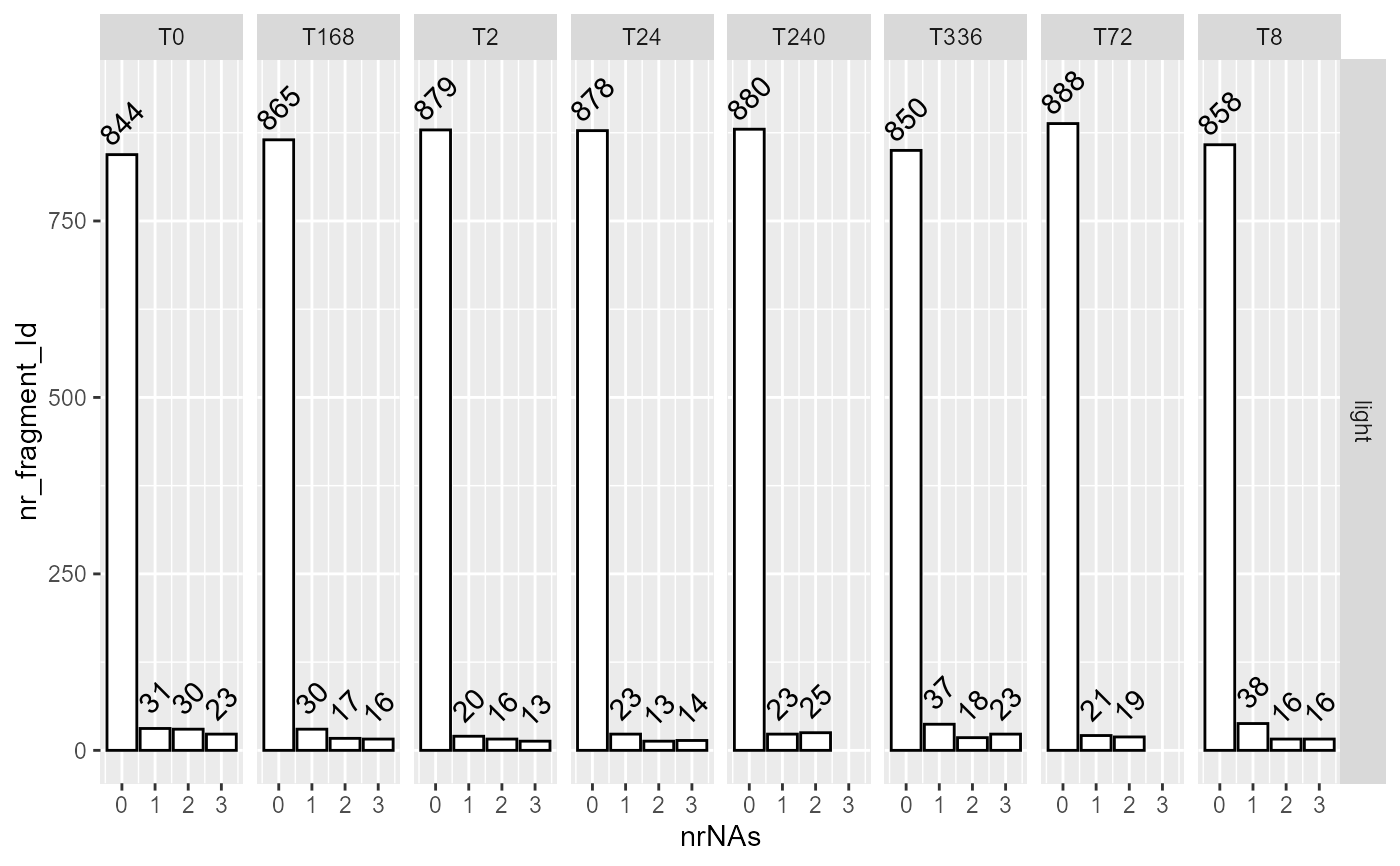 T0 T168 T2 T24 T240 T336 T72 T8
844 865 879 878 880 850 888 858
750
500
250
0
31 30 23 30 17 16 20 16 13 23 13 14 23 25 37 18 23 21 19 38 16 16
0 1 2 3 0 1 2 3 0 1 2 3 0 1 2 3 0 1 2 3 0 1 2 3 0 1 2 3 0 1 2 3
nrNAs
nr_fragment_Id
light